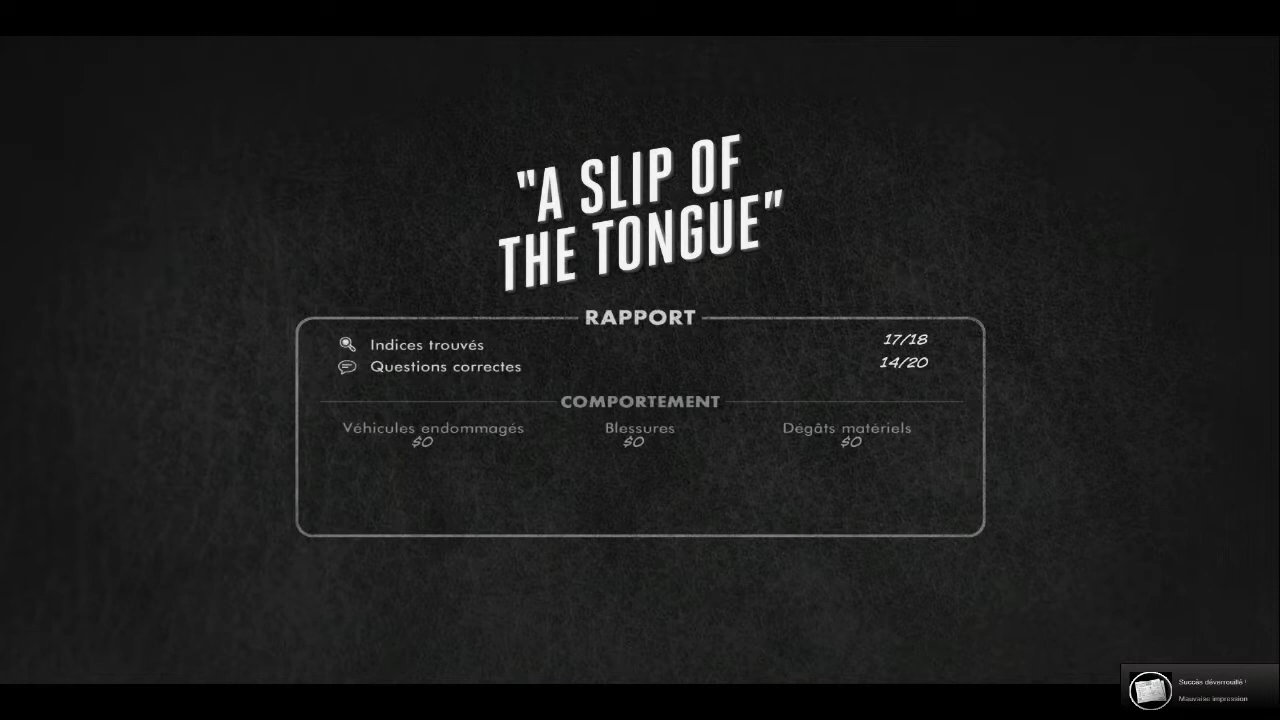 "A SLIP OF
THE TONGUE"
RAPPORT
Indices trouvés 17/18
Questions correctes 14/20
COMPORTEMENT
Véhicules endommagés Blessures Dégâts matériels
$0 $0 $0
Succès déverrouillé !
Mauvaise impression